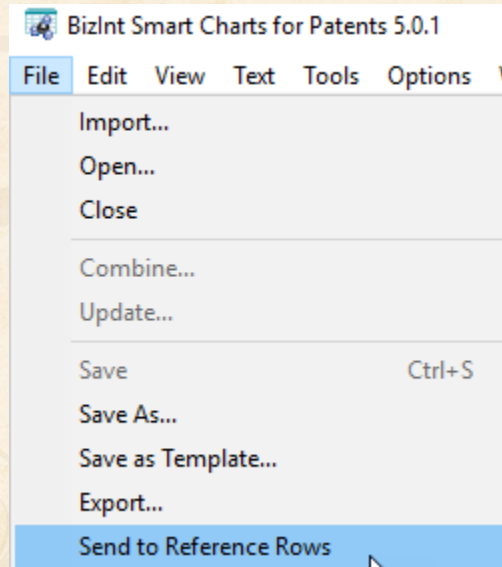 BizInt Smart Charts for Patents 5.0.1
File Edit View Text Tools Options
Import...
Open...
Close
Combine...
Update...
Save Ctrl+S
Save As...
Save as Template...
Export...
Send to Reference Rows